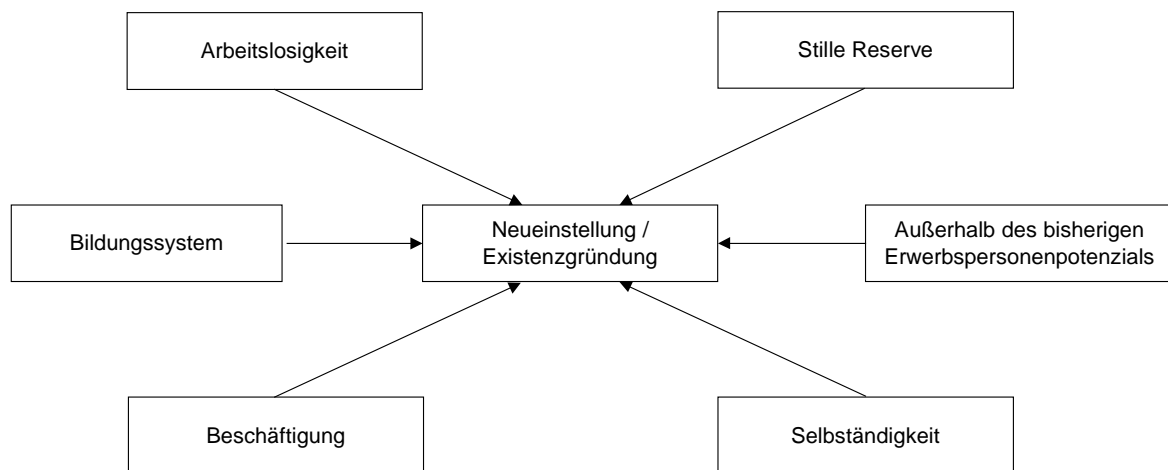 Arbeitslosigkeit
Stille Reserve
Bildungssystem
Neueinstellung /
Existenzgründung
Außerhalb des bisherigen
Erwerbspersonenpotenzials
Beschäftigung
Selbständigkeit